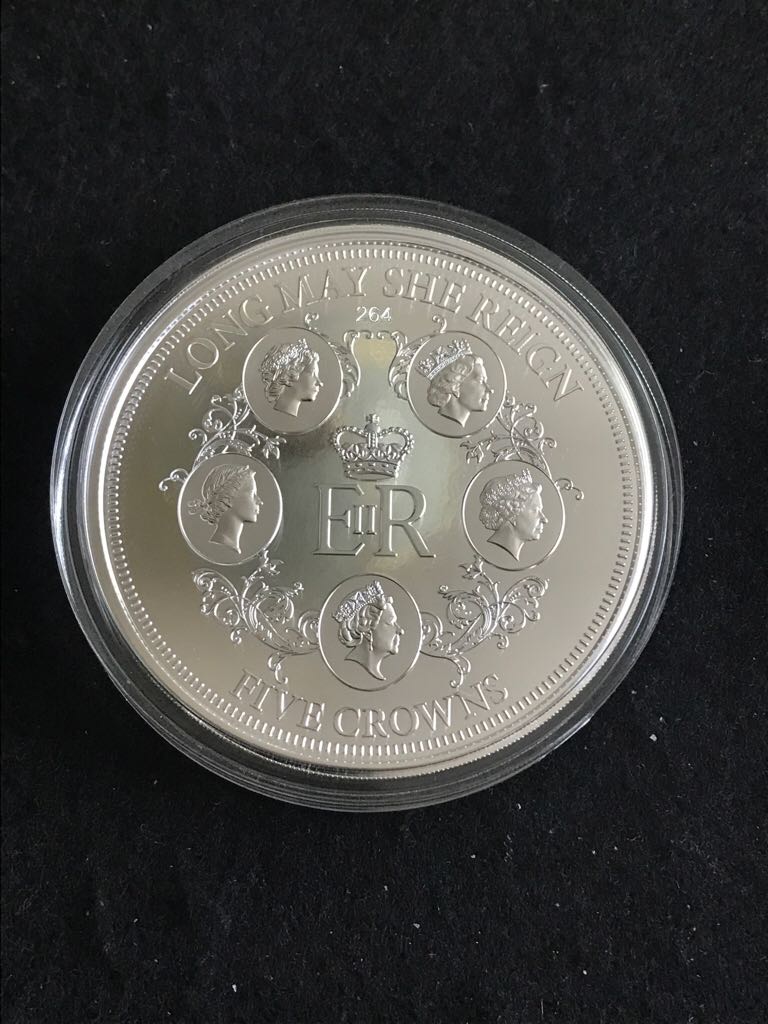 LONG MAY SHE REIGN
264
EIIR
FIVE CROWNS